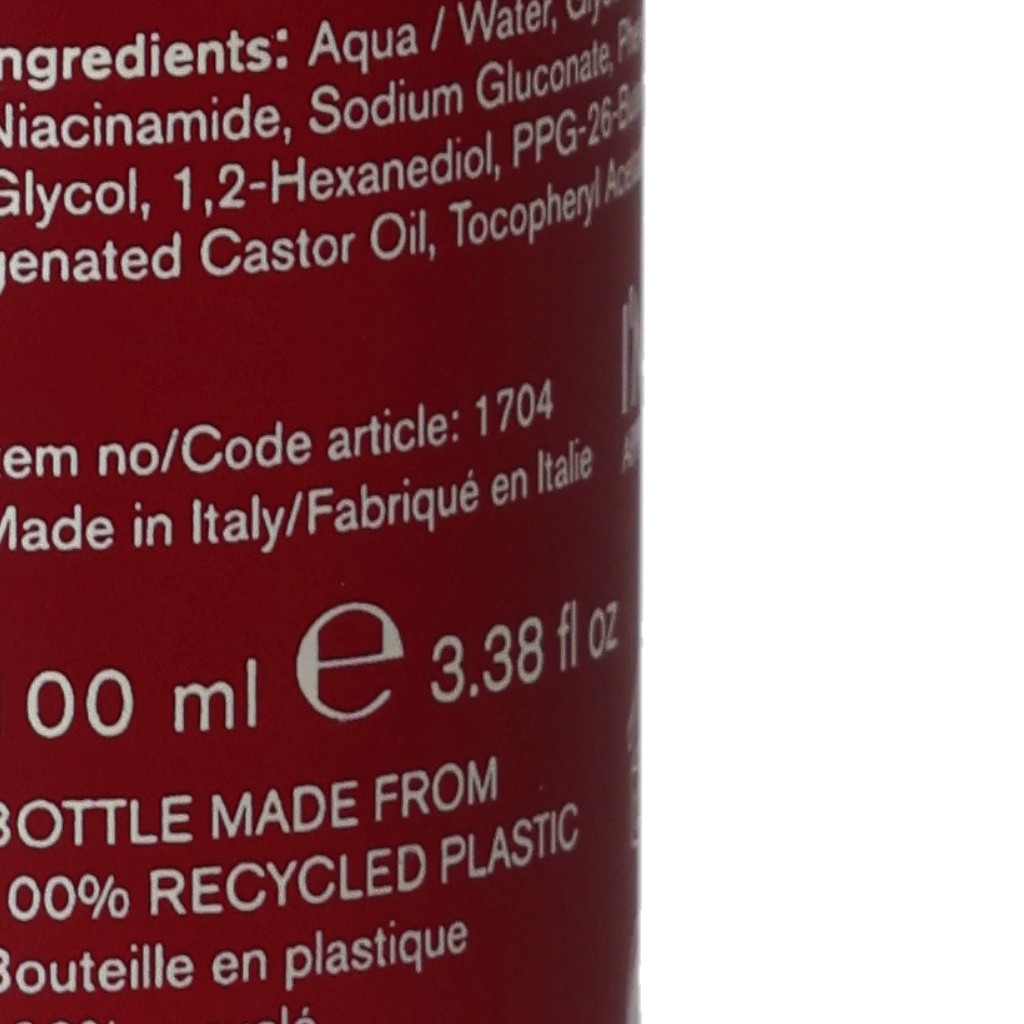 ngredients: Aqua / Water,
Niacinamide, Sodium Gluconate,
Glycol, 1,2-Hexanediol, PPG-26-Bu
genated Castor Oil, Tocopheryl
em no/Code article: 1704
Made in Italy/Fabriqué en Italie
00 ml e 3.38 fl oz
BOTTLE MADE FROM
00% RECYCLED PLASTIC
Bouteille en plastique